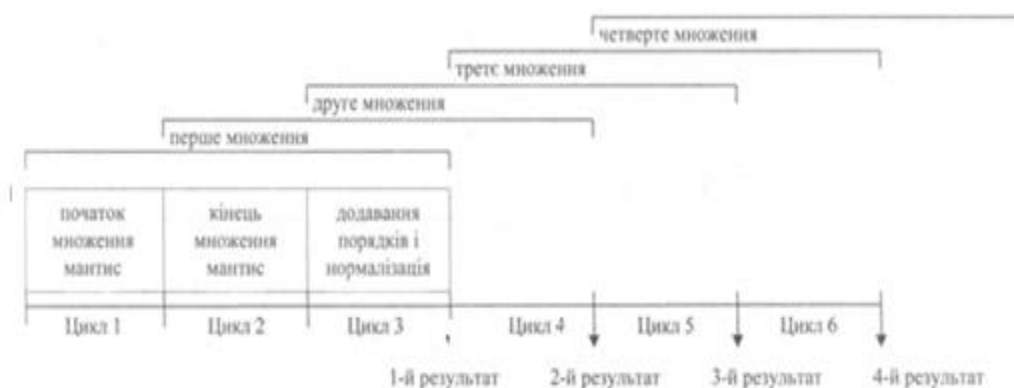 четверте множення
третє множення
друге множення
перше множення
початок
множення
мантис
кінець
множення
мантис
додавання
порядків і
нормалізація
Цикл 1
Цикл 2
Цикл 3
Цикл 4
Цикл 5
Цикл 6
1-й результат
2-й результат
3-й результат
4-й результат